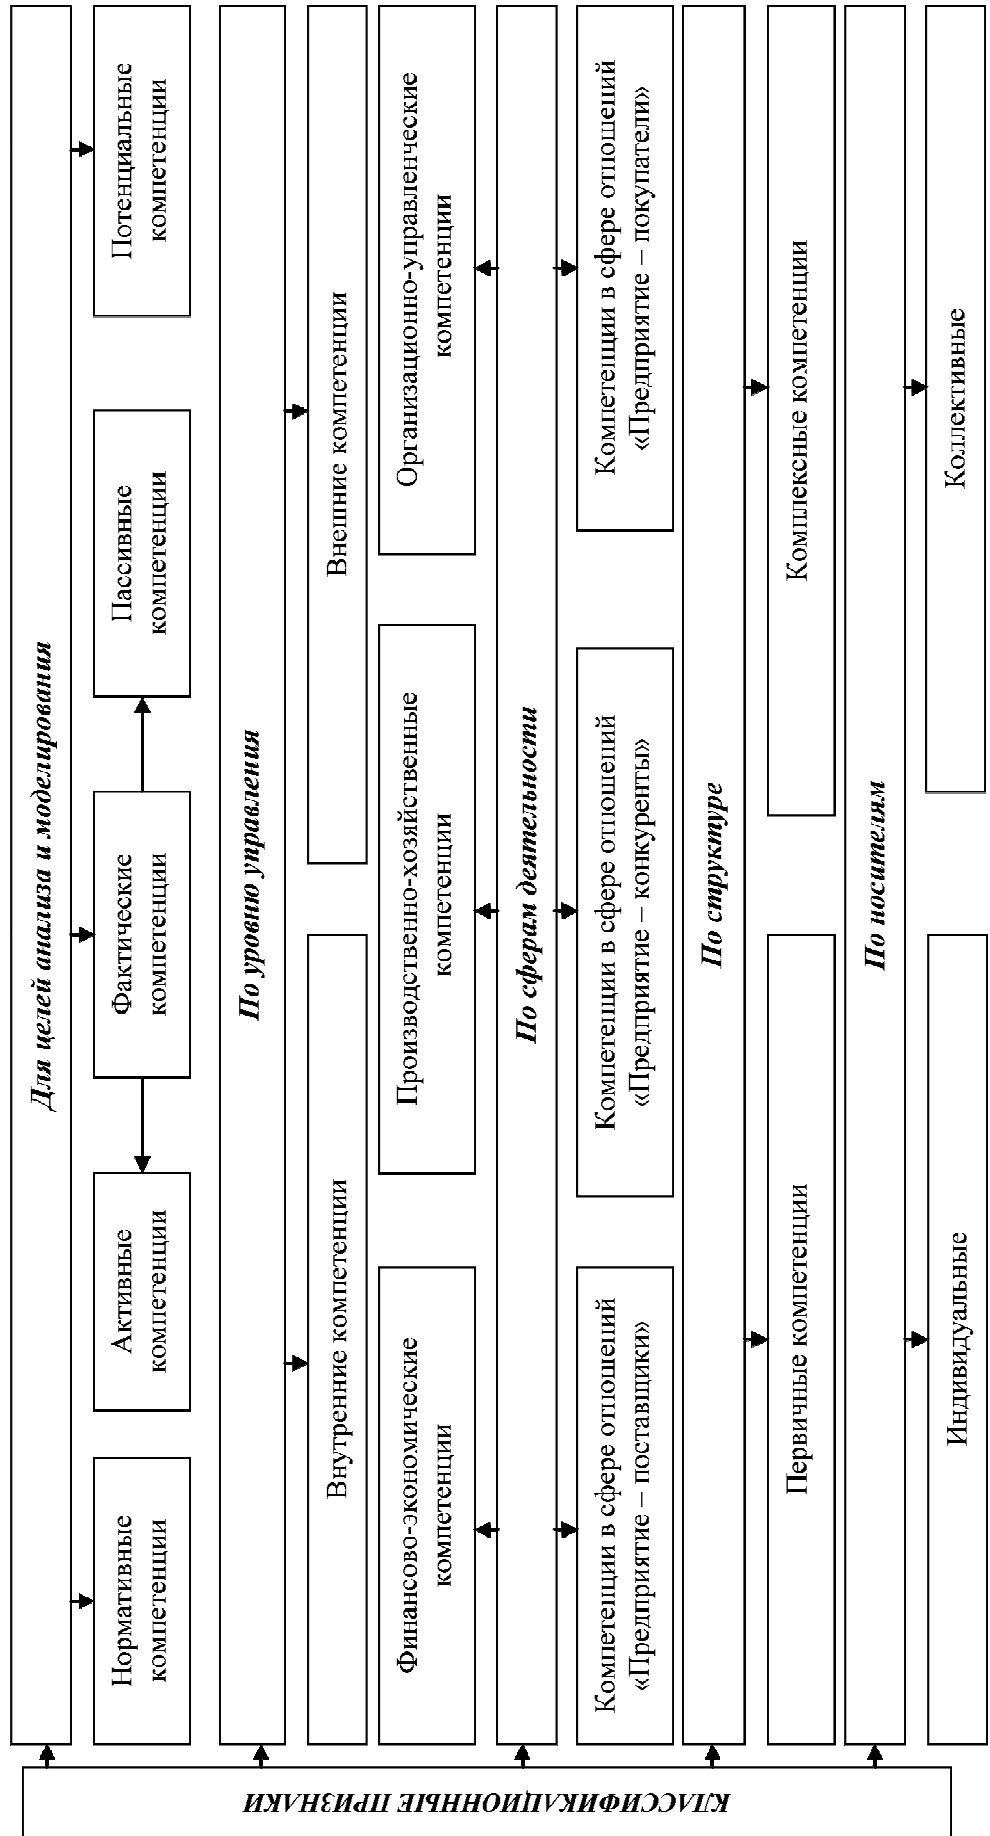 КЛАССИФИКАЦИОННЫЕ ПРИЗНАКИ
Для целей анализа и моделирования
Нормативные
компетенции
Активные
компетенции
Фактические
компетенции
Пассивные
компетенции
Потенциальные
компетенции
По уровню управления
Внутренние компетенции
Внешние компетенции
Финансово-экономические
компетенции
Производственно-хозяйственные
компетенции
Организационно-управленческие
компетенции
По сферам деятельности
Компетенции в сфере отношений
«Предприятие – поставщики»
Компетенции в сфере отношений
«Предприятие – конкуренты»
Компетенции в сфере отношений
«Предприятие – покупатели»
По структуре
Первичные компетенции
Комплексные компетенции
По носителям
Индивидуальные
Коллективные